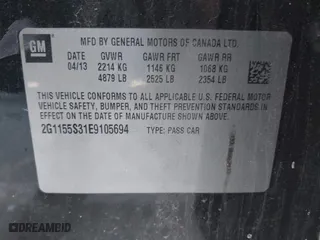 GM
MFD BY GENERAL MOTORS OF CANADA LTD.
DATE GVWR GAWR FRT GAWR RR
04/13 2214 KG 1146 KG 1068 KG
4879 LB 2525 LB 2354 LB
THIS VEHICLE CONFORMS TO ALL APPLICABLE U.S. FEDERAL MOTOR
VEHICLE SAFETY, BUMPER, AND THEFT PREVENTION STANDARDS
IN EFFECT ON THE DATE OF MANUFACTURE SHOWN ABOVE.
2G1155S31E9105694 TYPE: PASS CAR